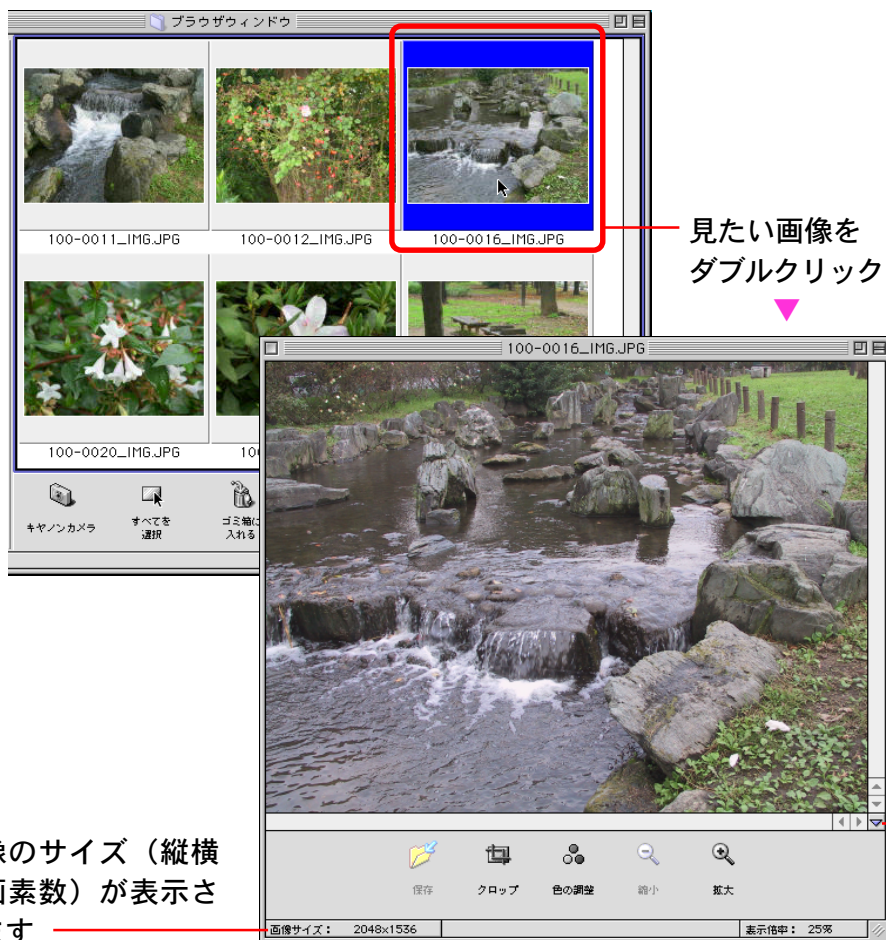 ブラウザウィンドウ
100-0011_IMG.JPG
100-0012_IMG.JPG
100-0016_IMG.JPG
見たい画像を
ダブルクリック
▼
100-0016_IMG.JPG
100-0020_IMG.JPG
10
キヤノンカメラ
すべてを
選択
ゴミ箱に
入れる
像のサイズ（縦横
画素数）が表示さ
ます
保存
クロップ
色の調整
縮小
拡大
画像サイズ： 2048×1536
表示倍率： 25%